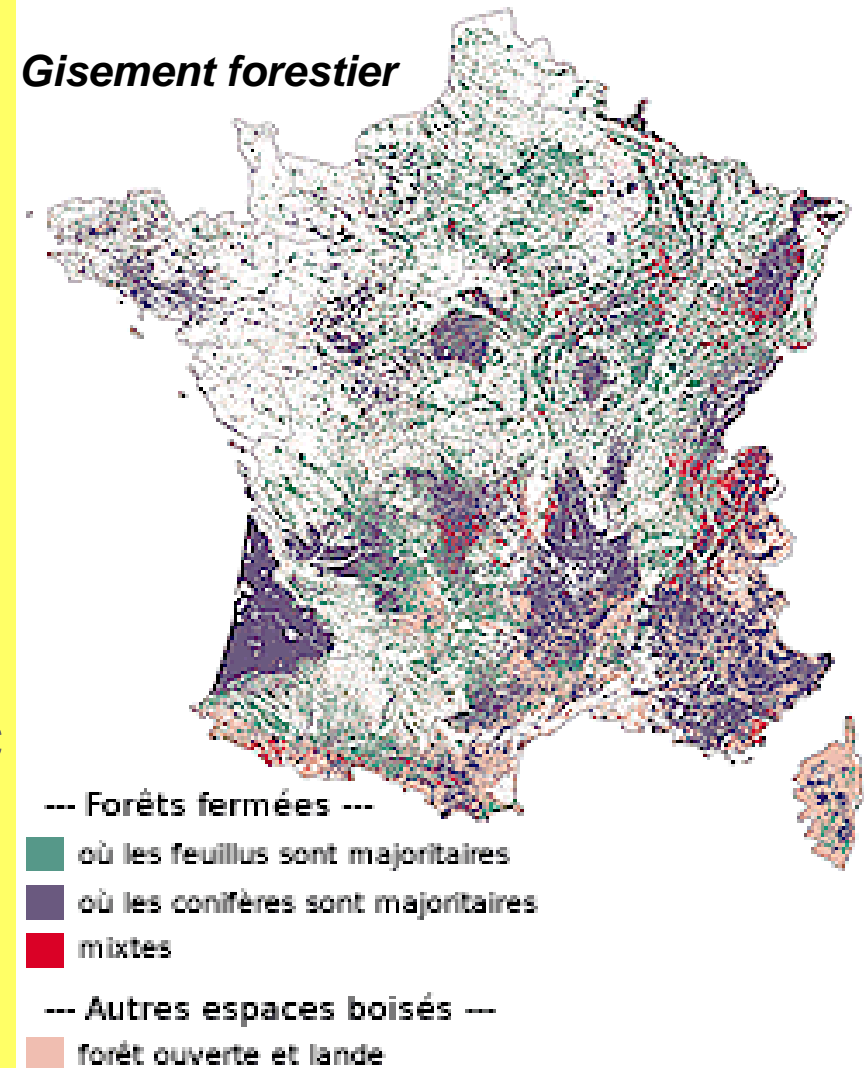 Gisement forestier
--- Forêts fermées ---
où les feuillus sont majoritaires
où les conifères sont majoritaires
mixtes
--- Autres espaces boisés ---
forêt ouverte et lande